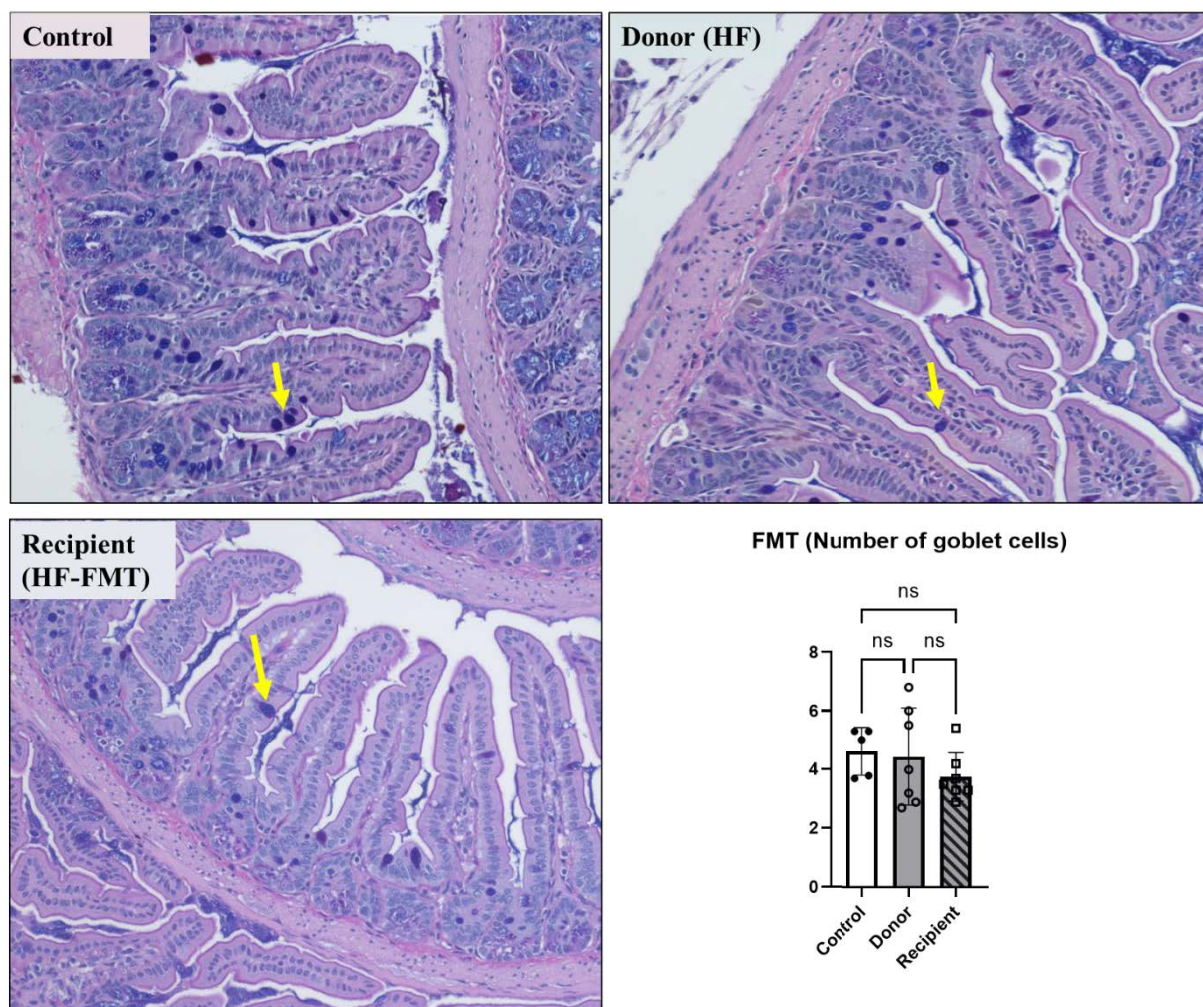 Control
Donor (HF)
Recipient
(HF-FMT)
FMT (Number of goblet cells)
ns
ns
ns
8
6
4
2
0
Control
Donor
Recipient